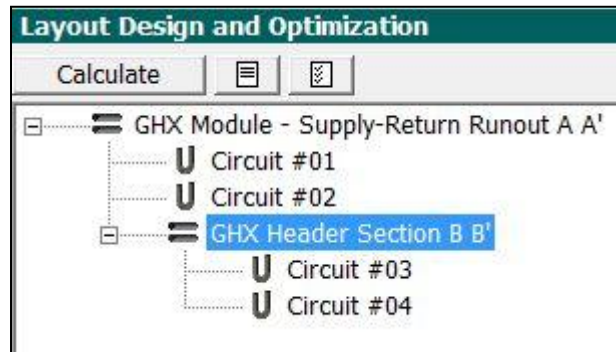 Layout Design and Optimization
Calculate
GHX Module - Supply-Return Runout A A'
Circuit #01
Circuit #02
GHX Header Section B B'
Circuit #03
Circuit #04